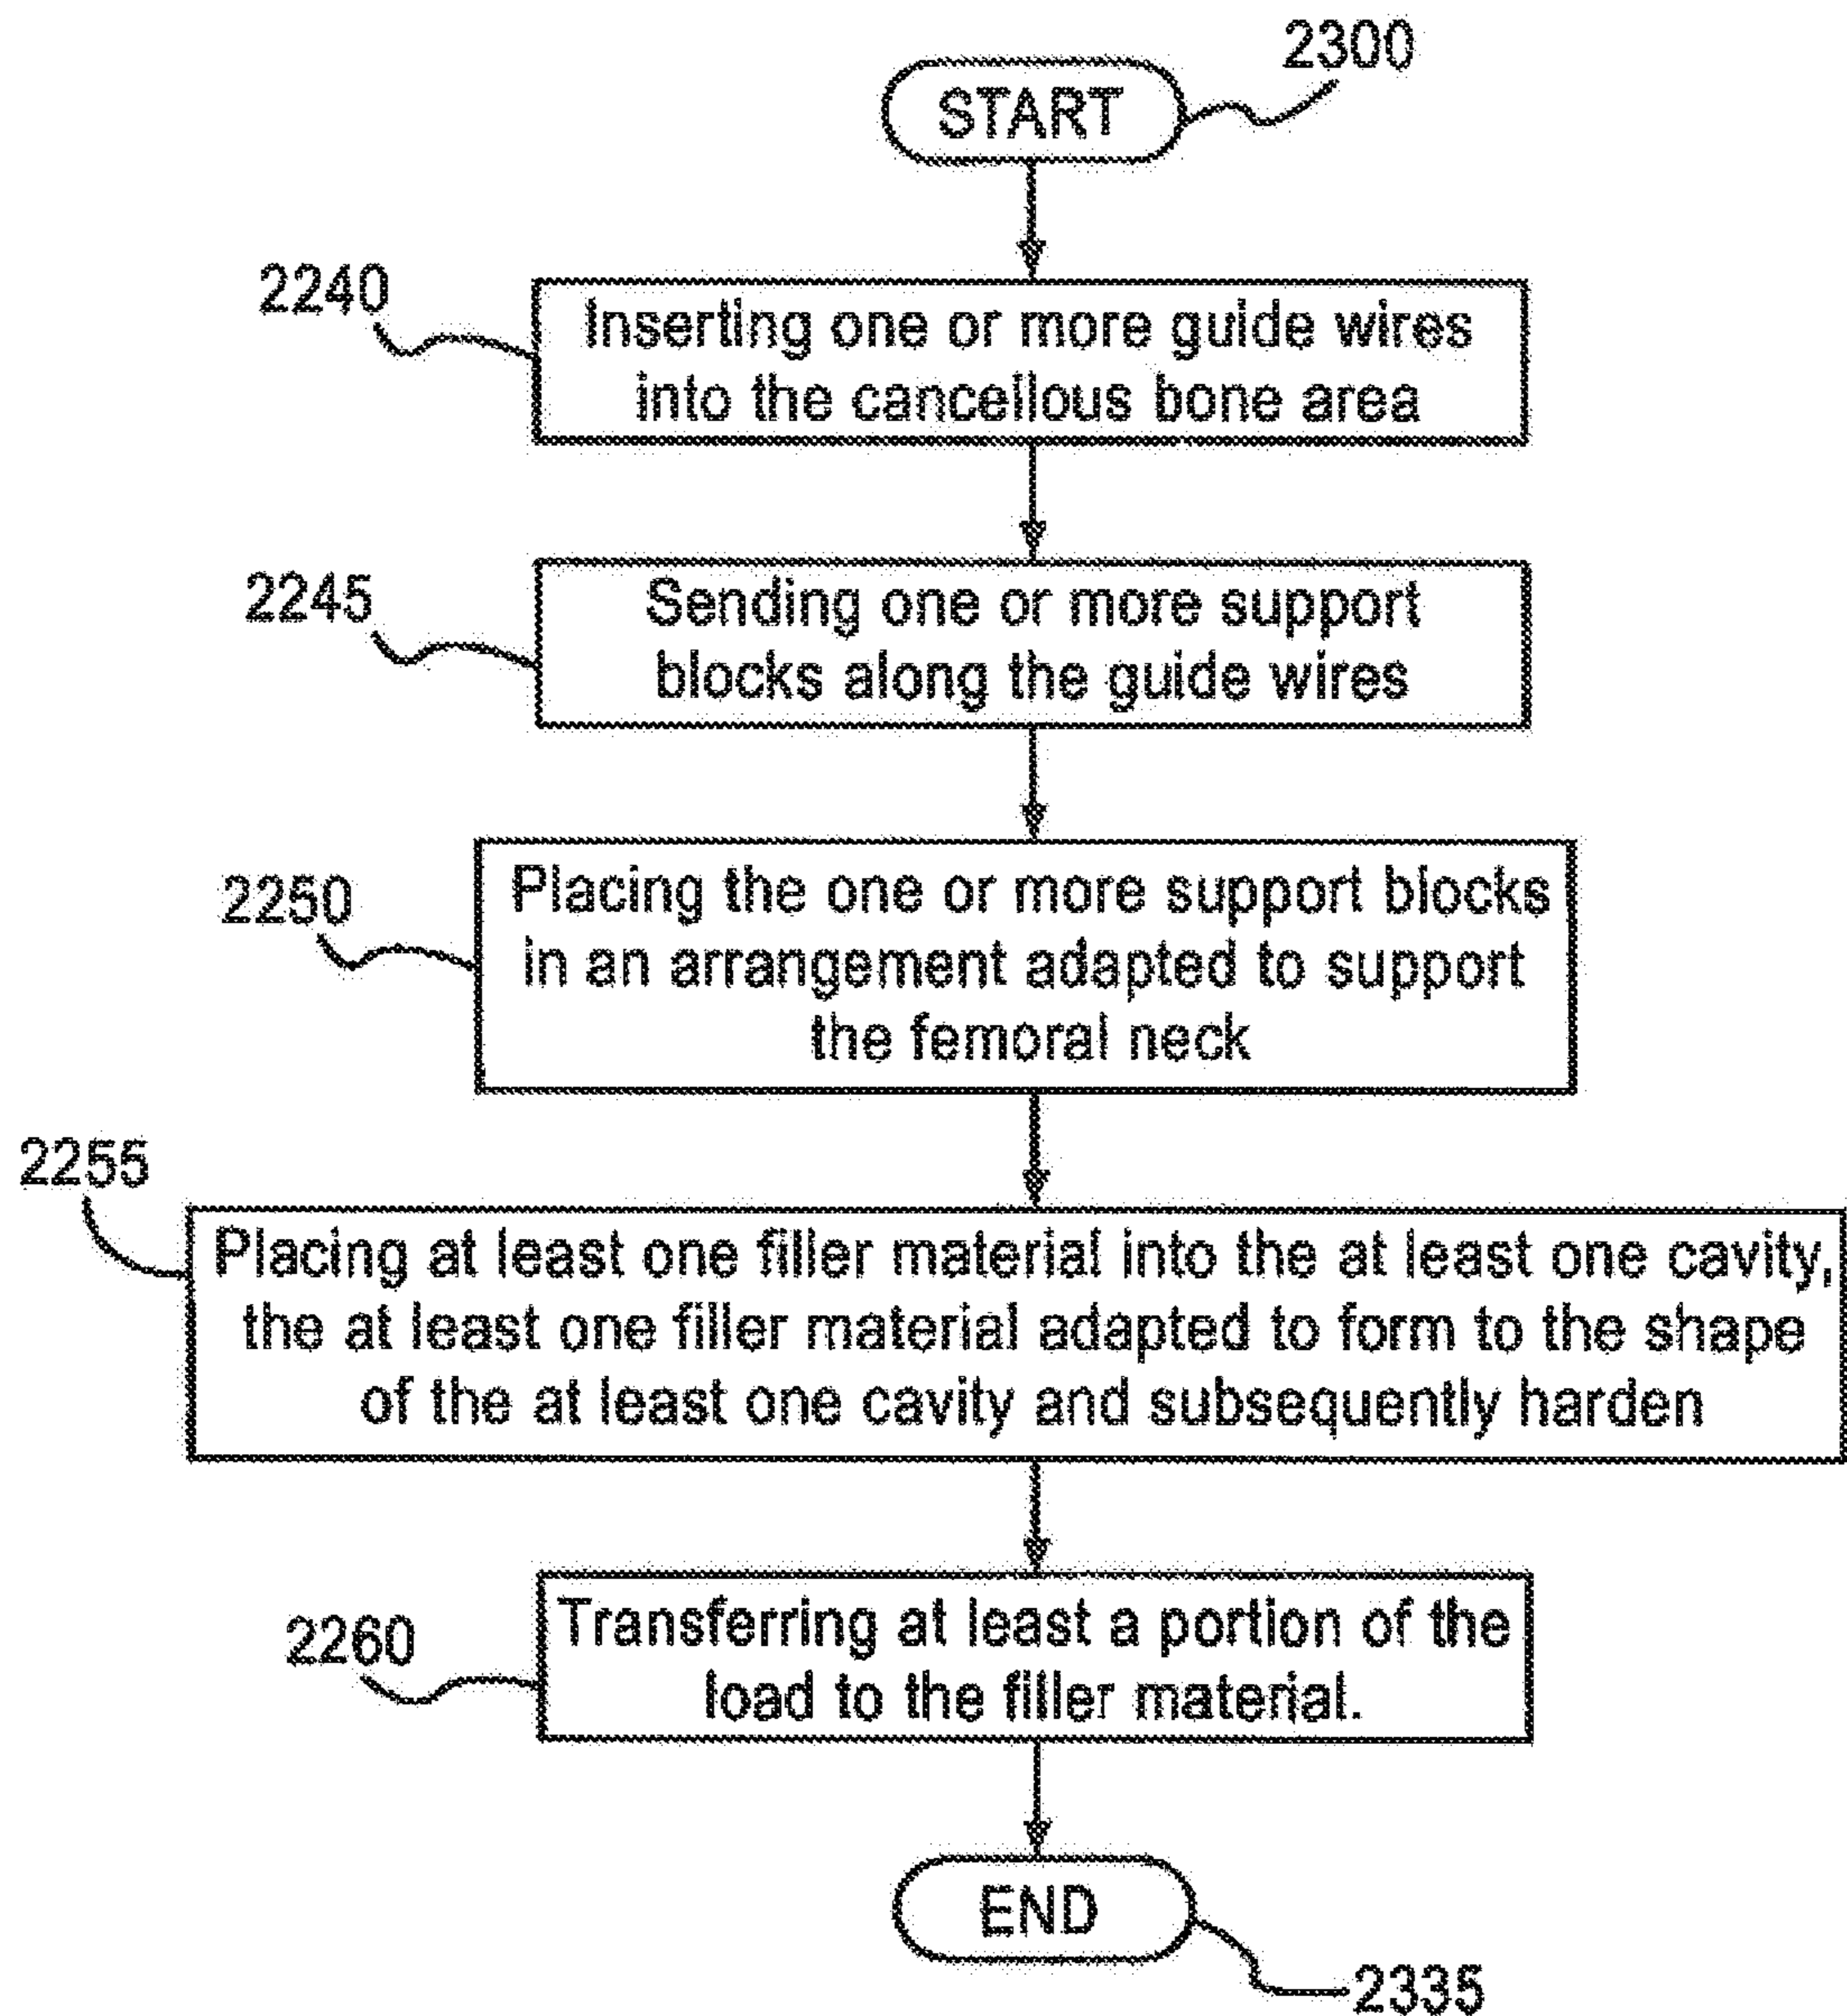 2300
START
2240
Inserting one or more guide wires
into the cancellous bone area
2245
Sending one or more support
blocks along the guide wires
2250
Placing the one or more support blocks
in an arrangement adapted to support
the femoral neck
2255
Placing at least one filler material into the at least one cavity,
the at least one filler material adapted to form to the shape
of the at least one cavity and subsequently harden
2260
Transferring at least a portion of the
load to the filler material.
END
2335